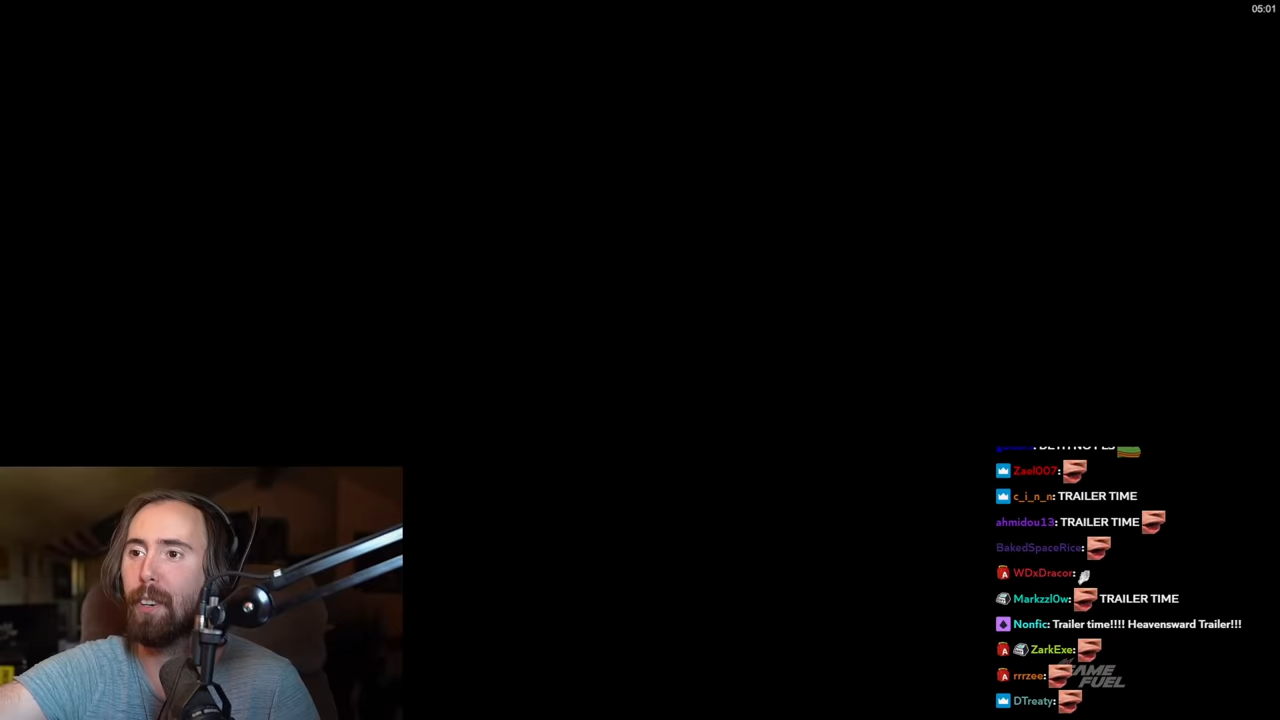 05:01
Zael007:
c_i_n_n: TRAILER TIME
ahmidou13: TRAILER TIME
BakedSpaceRice:
WDxDracor:
Markzzl0w: TRAILER TIME
Nonfic: Trailer time!!!! Heavensward Trailer!!!
ZarkExe:
rrrzee:
GAME FUEL
DTreaty: